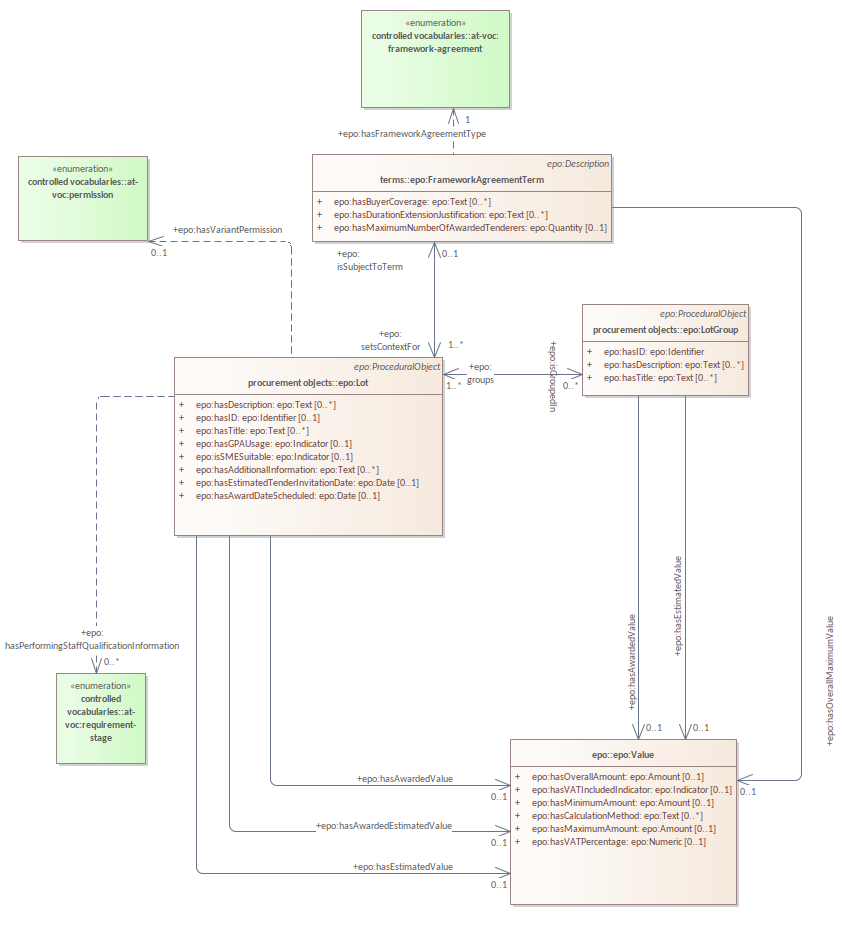 «enumeration»
controlled vocabularies::at-voc:
framework-agreement
1
+epo:hasFrameworkAgreementType
«enumeration»
controlled vocabularies::at-
voc:permission
epo:Description
terms::epo:FrameworkAgreementTerm
+ epo:hasBuyerCoverage: epo:Text [0..*]
+ epo:hasDurationExtensionJustification: epo:Text [0..*]
+ epo:hasMaximumNumberOfAwardedTenderers: epo:Quantity [0..1]
+epo:hasVariantPermission
0..1
+epo:
isSubjectToTerm
0..1
epo:ProceduralObject
procurement objects::epo:LotGroup
+ epo:hasID: epo:Identifier
+ epo:hasDescription: epo:Text [0..*]
+ epo:hasTitle: epo:Text [0..*]
+epo:
setsContextFor
1..*
+epo:
groups
1..*
+epo:isGroupedIn
0..*
epo:ProceduralObject
procurement objects::epo:Lot
+ epo:hasDescription: epo:Text [0..*]
+ epo:hasID: epo:Identifier [0..1]
+ epo:hasTitle: epo:Text [0..*]
+ epo:hasGPAUsage: epo:Indicator [0..1]
+ epo:isSMESuitable: epo:Indicator [0..1]
+ epo:hasAdditionalInformation: epo:Text [0..*]
+ epo:hasEstimatedTenderInvitationDate: epo:Date [0..1]
+ epo:hasAwardDateScheduled: epo:Date [0..1]
+epo:hasAwardedValue
0..1
+epo:hasEstimatedValue
0..1
+epo:hasOverallMaximumValue
0..1
+epo:
hasPerformingStaffQualificationInformation
0..*
«enumeration»
controlled
vocabularies::at-
voc:requirement-
stage
epo::epo:Value
+ epo:hasOverallAmount: epo:Amount [0..1]
+ epo:hasVATIncludedIndicator: epo:Indicator [0..1]
+ epo:hasMinimumAmount: epo:Amount [0..1]
+ epo:hasCalculationMethod: epo:Text [0..*]
+ epo:hasMaximumAmount: epo:Amount [0..1]
+ epo:hasVATPercentage: epo:Numeric [0..1]
+epo:hasAwardedValue
0..1
+epo:hasAwardedEstimatedValue
0..1
+epo:hasEstimatedValue
0..1